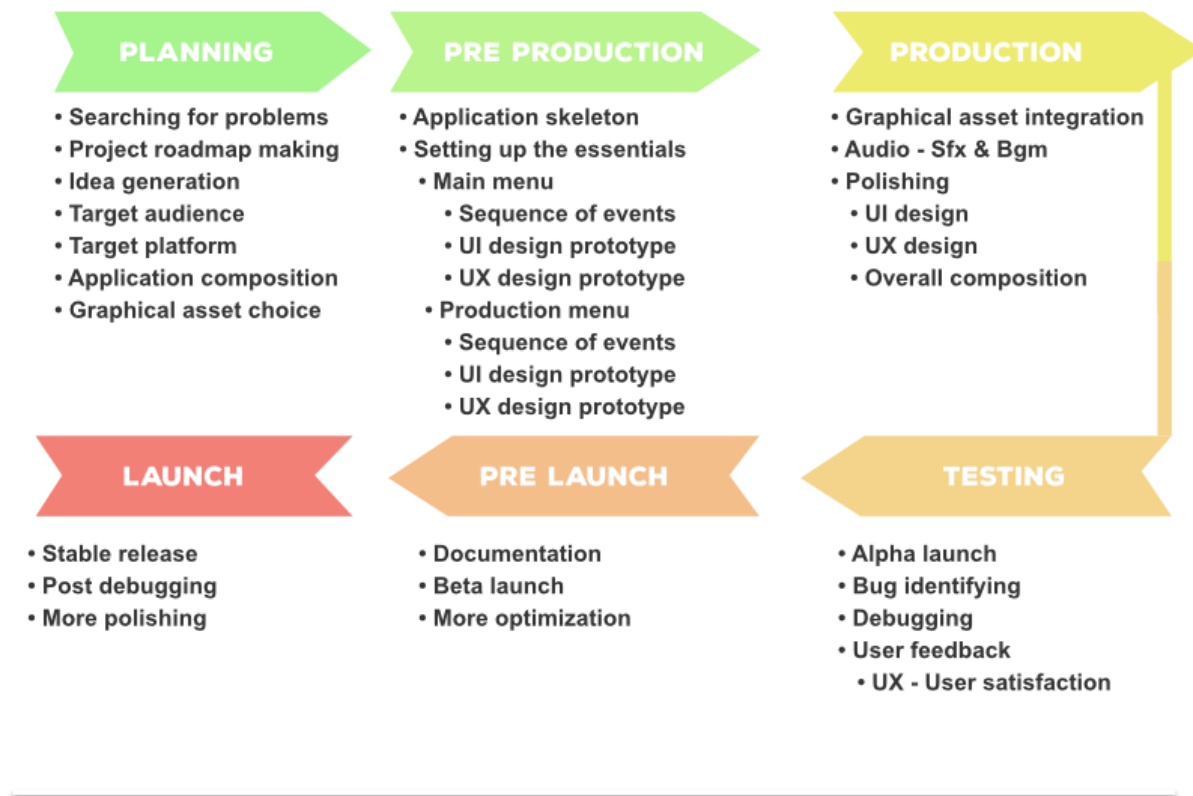 PLANNING
• Searching for problems
• Project roadmap making
• Idea generation
• Target audience
• Target platform
• Application composition
• Graphical asset choice
PRE PRODUCTION
• Application skeleton
• Setting up the essentials
• Main menu
• Sequence of events
• UI design prototype
• UX design prototype
• Production menu
• Sequence of events
• UI design prototype
• UX design prototype
PRODUCTION
• Graphical asset integration
• Audio - Sfx & Bgm
• Polishing
• UI design
• UX design
• Overall composition
TESTING
• Alpha launch
• Bug identifying
• Debugging
• User feedback
• UX - User satisfaction
PRE LAUNCH
• Documentation
• Beta launch
• More optimization
LAUNCH
• Stable release
• Post debugging
• More polishing